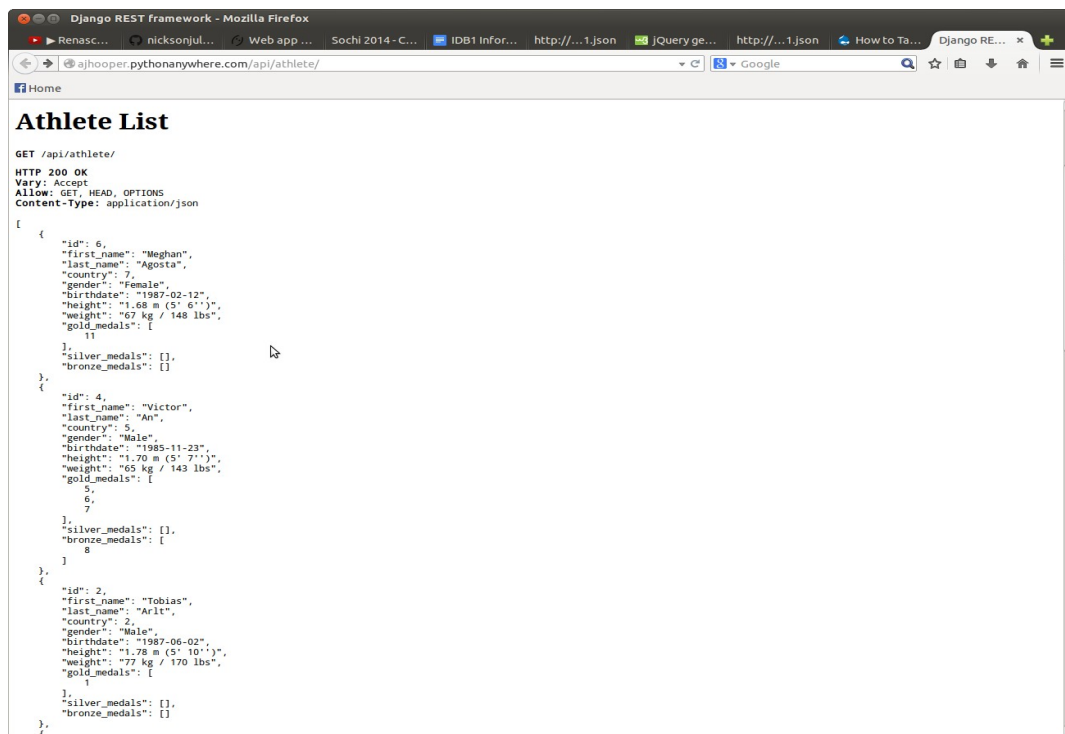 Django REST framework - Mozilla Firefox
Renasc... nicksonjul... Web app ... Sochi 2014 - C... IDB1 Infor... http://...1.json jQuery ge... http://...1.json How to Ta... Django RE...
ajhooper.pythonanywhere.com/api/athlete/ Google
Home
Athlete List
GET /api/athlete/
HTTP 200 OK
Vary: Accept
Allow: GET, HEAD, OPTIONS
Content-Type: application/json
[
{
"id": 6,
"first_name": "Meghan",
"last_name": "Agosta",
"country": 7,
"gender": "Female",
"birthdate": "1987-02-12",
"height": "1.68 m (5' 6'')",
"weight": "67 kg / 148 lbs",
"gold_medals": [
11
],
"silver_medals": [],
"bronze_medals": []
},
{
"id": 4,
"first_name": "Victor",
"last_name": "An",
"country": 5,
"gender": "Male",
"birthdate": "1985-11-23",
"height": "1.70 m (5' 7'')",
"weight": "65 kg / 143 lbs",
"gold_medals": [
5,
6,
7
],
"silver_medals": [],
"bronze_medals": [
8
]
},
{
"id": 2,
"first_name": "Tobias",
"last_name": "Arlt",
"country": 2,
"gender": "Male",
"birthdate": "1987-06-02",
"height": "1.78 m (5' 10'')",
"weight": "77 kg / 170 lbs",
"gold_medals": [
1
],
"silver_medals": [],
"bronze_medals": []
},
{